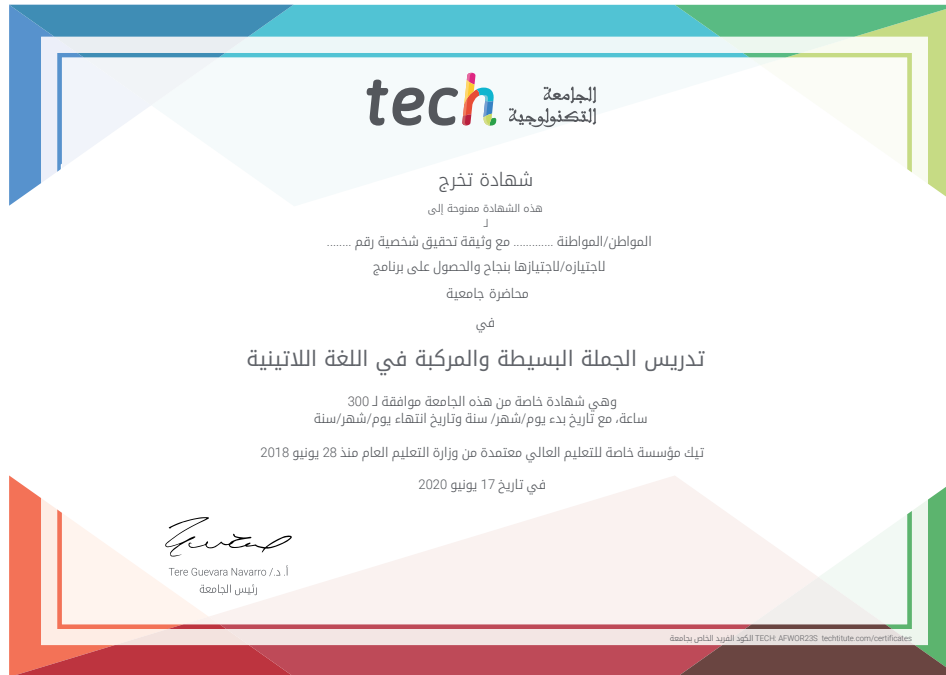 tech
الجامعة
التكنولوجية
شهادة تخرج
هذه الشهادة ممنوحة إلى
لـ
المواطن/المواطنة ............ مع وثيقة تحقيق شخصية رقم ........
لاجتيازه/لاجتيازها بنجاح والحصول على برنامج
محاضرة جامعية
في
تدريس الجملة البسيطة والمركبة في اللغة اللاتينية
وهي شهادة خاصة من هذه الجامعة موافقة لـ 300
ساعة، مع تاريخ بدء يوم/شهر/ سنة وتاريخ انتهاء يوم/شهر/سنة
تيك مؤسسة خاصة للتعليم العالي معتمدة من وزارة التعليم العام منذ 28 يونيو 2018
في تاريخ 17 يونيو 2020
أ. د./ Tere Guevara Navarro
رئيس الجامعة
الكود الفريد الخاص بجامعة TECH: AFWOR23S techtitute.com/certificates